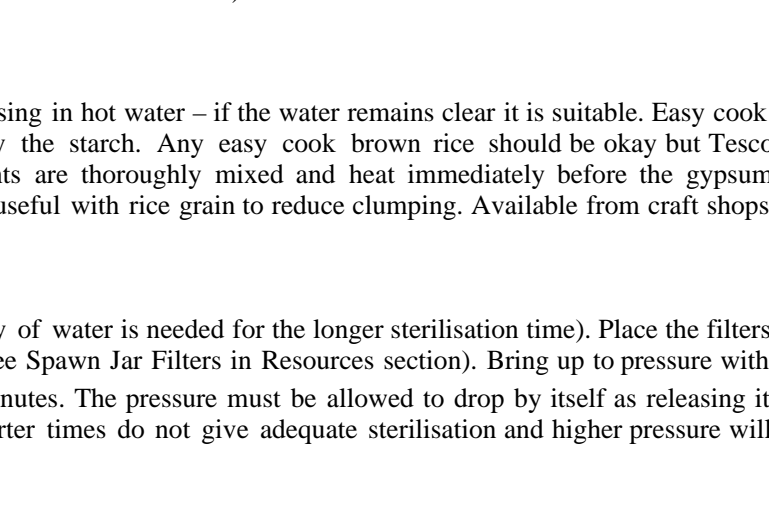 sing in hot water – if the water remains clear it is suitable. Easy cook
the starch. Any easy cook brown rice should be okay but Tesco
are thoroughly mixed and heat immediately before the gypsum
useful with rice grain to reduce clumping. Available from craft shops
of water is needed for the longer sterilisation time). Place the filters
Spawn Jar Filters in Resources section). Bring up to pressure with
nutes. The pressure must be allowed to drop by itself as releasing it
rter times do not give adequate sterilisation and higher pressure will